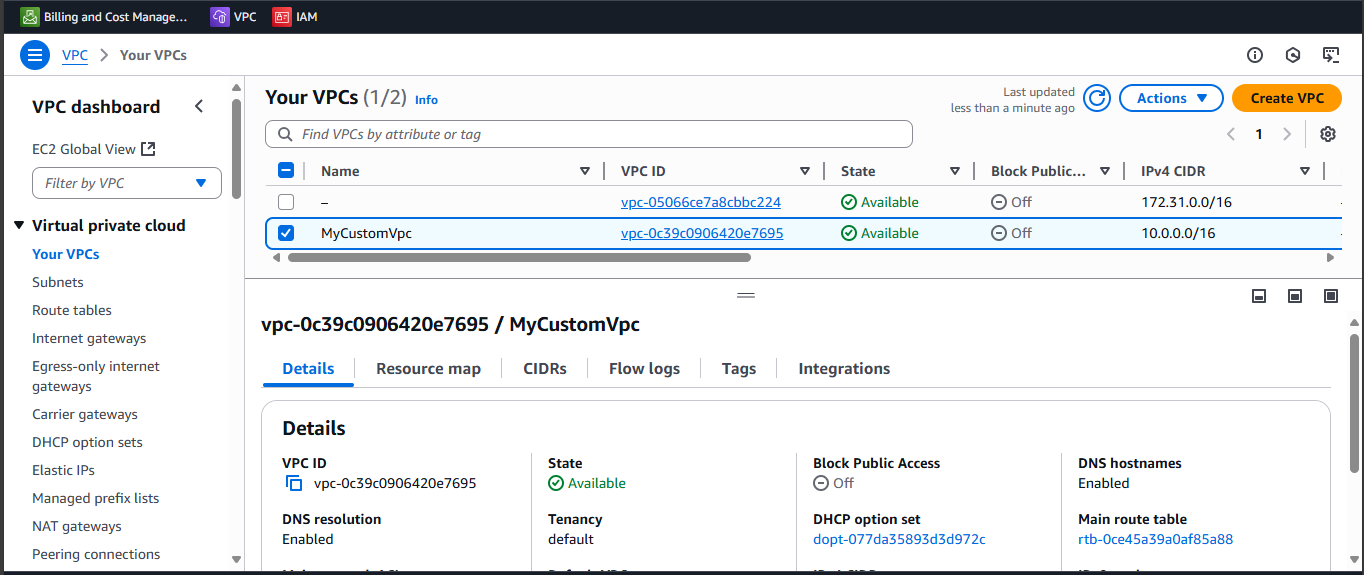 Billing and Cost Manage... VPC IAM
VPC > Your VPCs
VPC dashboard
EC2 Global View
Filter by VPC
Virtual private cloud
Your VPCs
Subnets
Route tables
Internet gateways
Egress-only internet
gateways
Carrier gateways
DHCP option sets
Elastic IPs
Managed prefix lists
NAT gateways
Peering connections
Your VPCs (1/2) Info
Last updated
less than a minute ago
Actions
Create VPC
Find VPCs by attribute or tag
1
Name VPC ID State Block Public... IPv4 CIDR
– vpc-05066ce7a8cbbc224 Available Off 172.31.0.0/16
MyCustomVpc vpc-0c39c0906420e7695 Available Off 10.0.0.0/16
vpc-0c39c0906420e7695 / MyCustomVpc
Details Resource map CIDRs Flow logs Tags Integrations
Details
VPC ID State Block Public Access DNS hostnames
vpc-0c39c0906420e7695 Available Off Enabled
DNS resolution Tenancy DHCP option set Main route table
Enabled default dopt-077da35893d3d972c rtb-0ce45a39a0af85a88